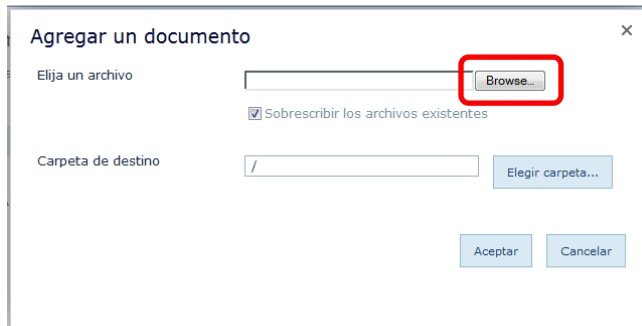 Agregar un documento
Elija un archivo
Browse...
Sobrescribir los archivos existentes
Carpeta de destino
/
Elegir carpeta...
Aceptar
Cancelar